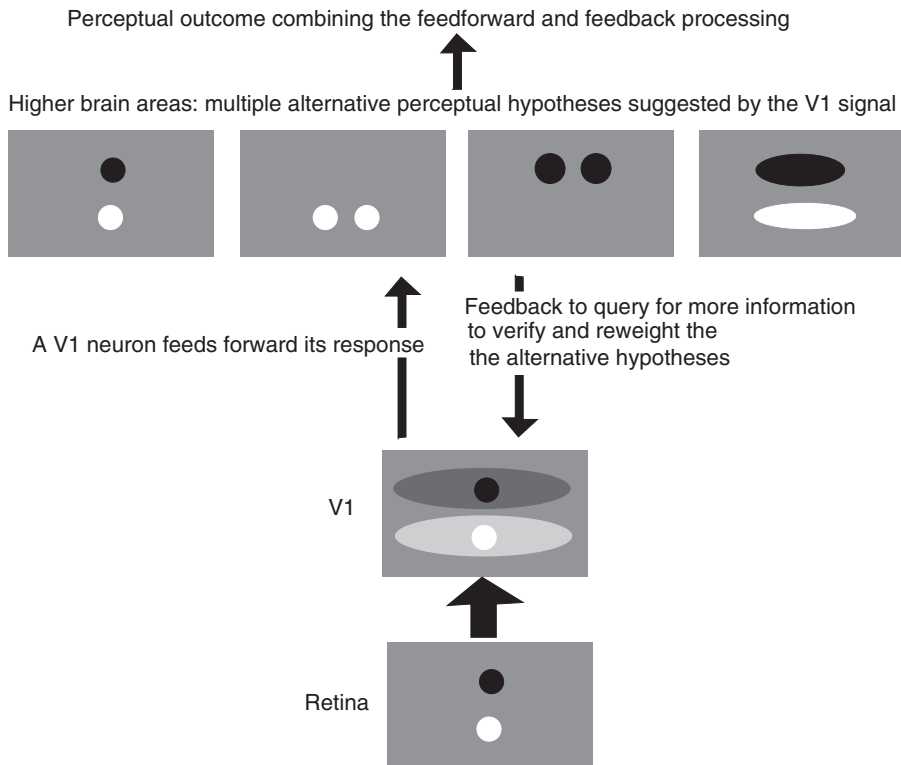 Perceptual outcome combining the feedforward and feedback processing
Higher brain areas: multiple alternative perceptual hypotheses suggested by the V1 signal
Feedback to query for more information
to verify and reweight the
the alternative hypotheses
A V1 neuron feeds forward its response
V1
Retina